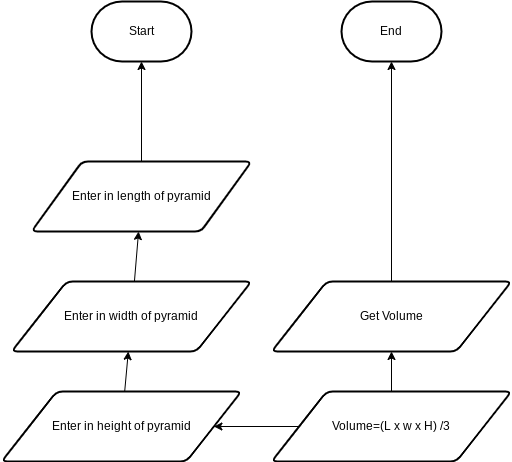 Start
End
Enter in length of pyramid
Enter in width of pyramid
Get Volume
Enter in height of pyramid
Volume=(L x w x H) /3